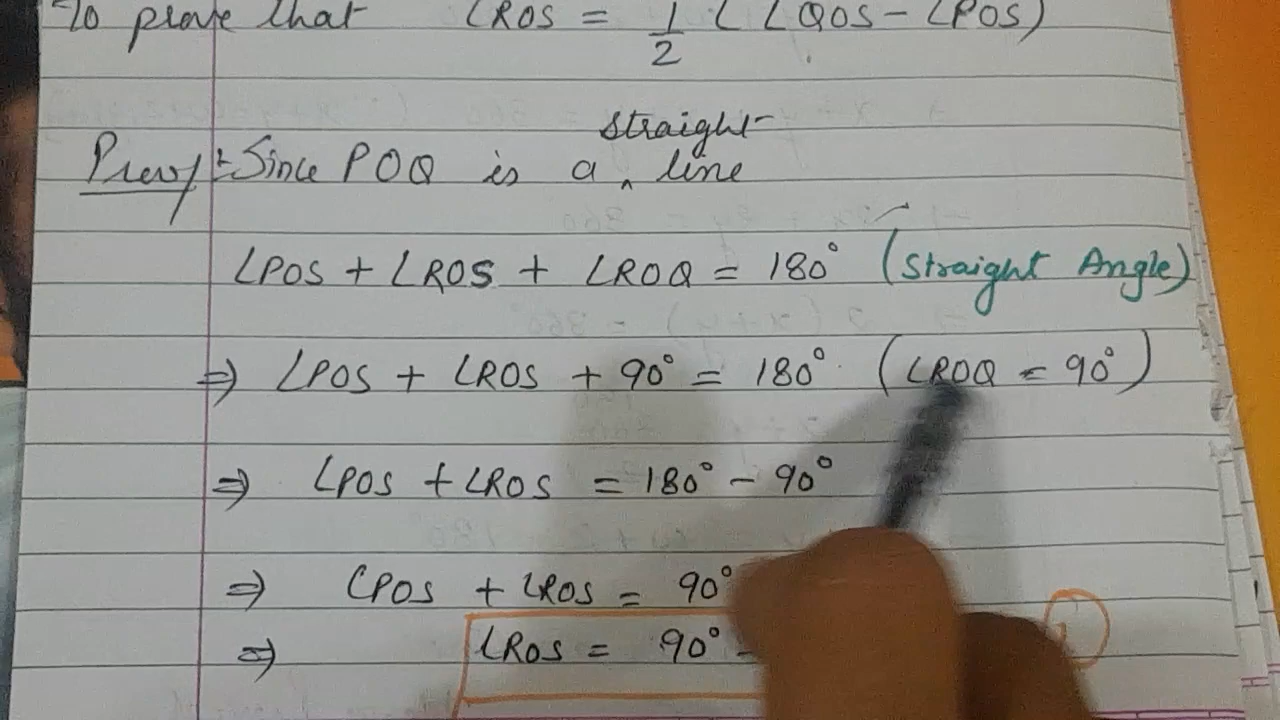 To prove that ∠ROS = 1/2 (∠QOS - ∠POS)
straight
Proof :- Since POQ is a ^ line
∠POS + ∠ROS + ∠ROQ = 180° (Straight Angle)
⇒ ∠POS + ∠ROS + 90° = 180° (∠ROQ = 90°)
⇒ ∠POS + ∠ROS = 180° - 90°
⇒ ∠POS + ∠ROS = 90°
⇒ ∠ROS = 90° -